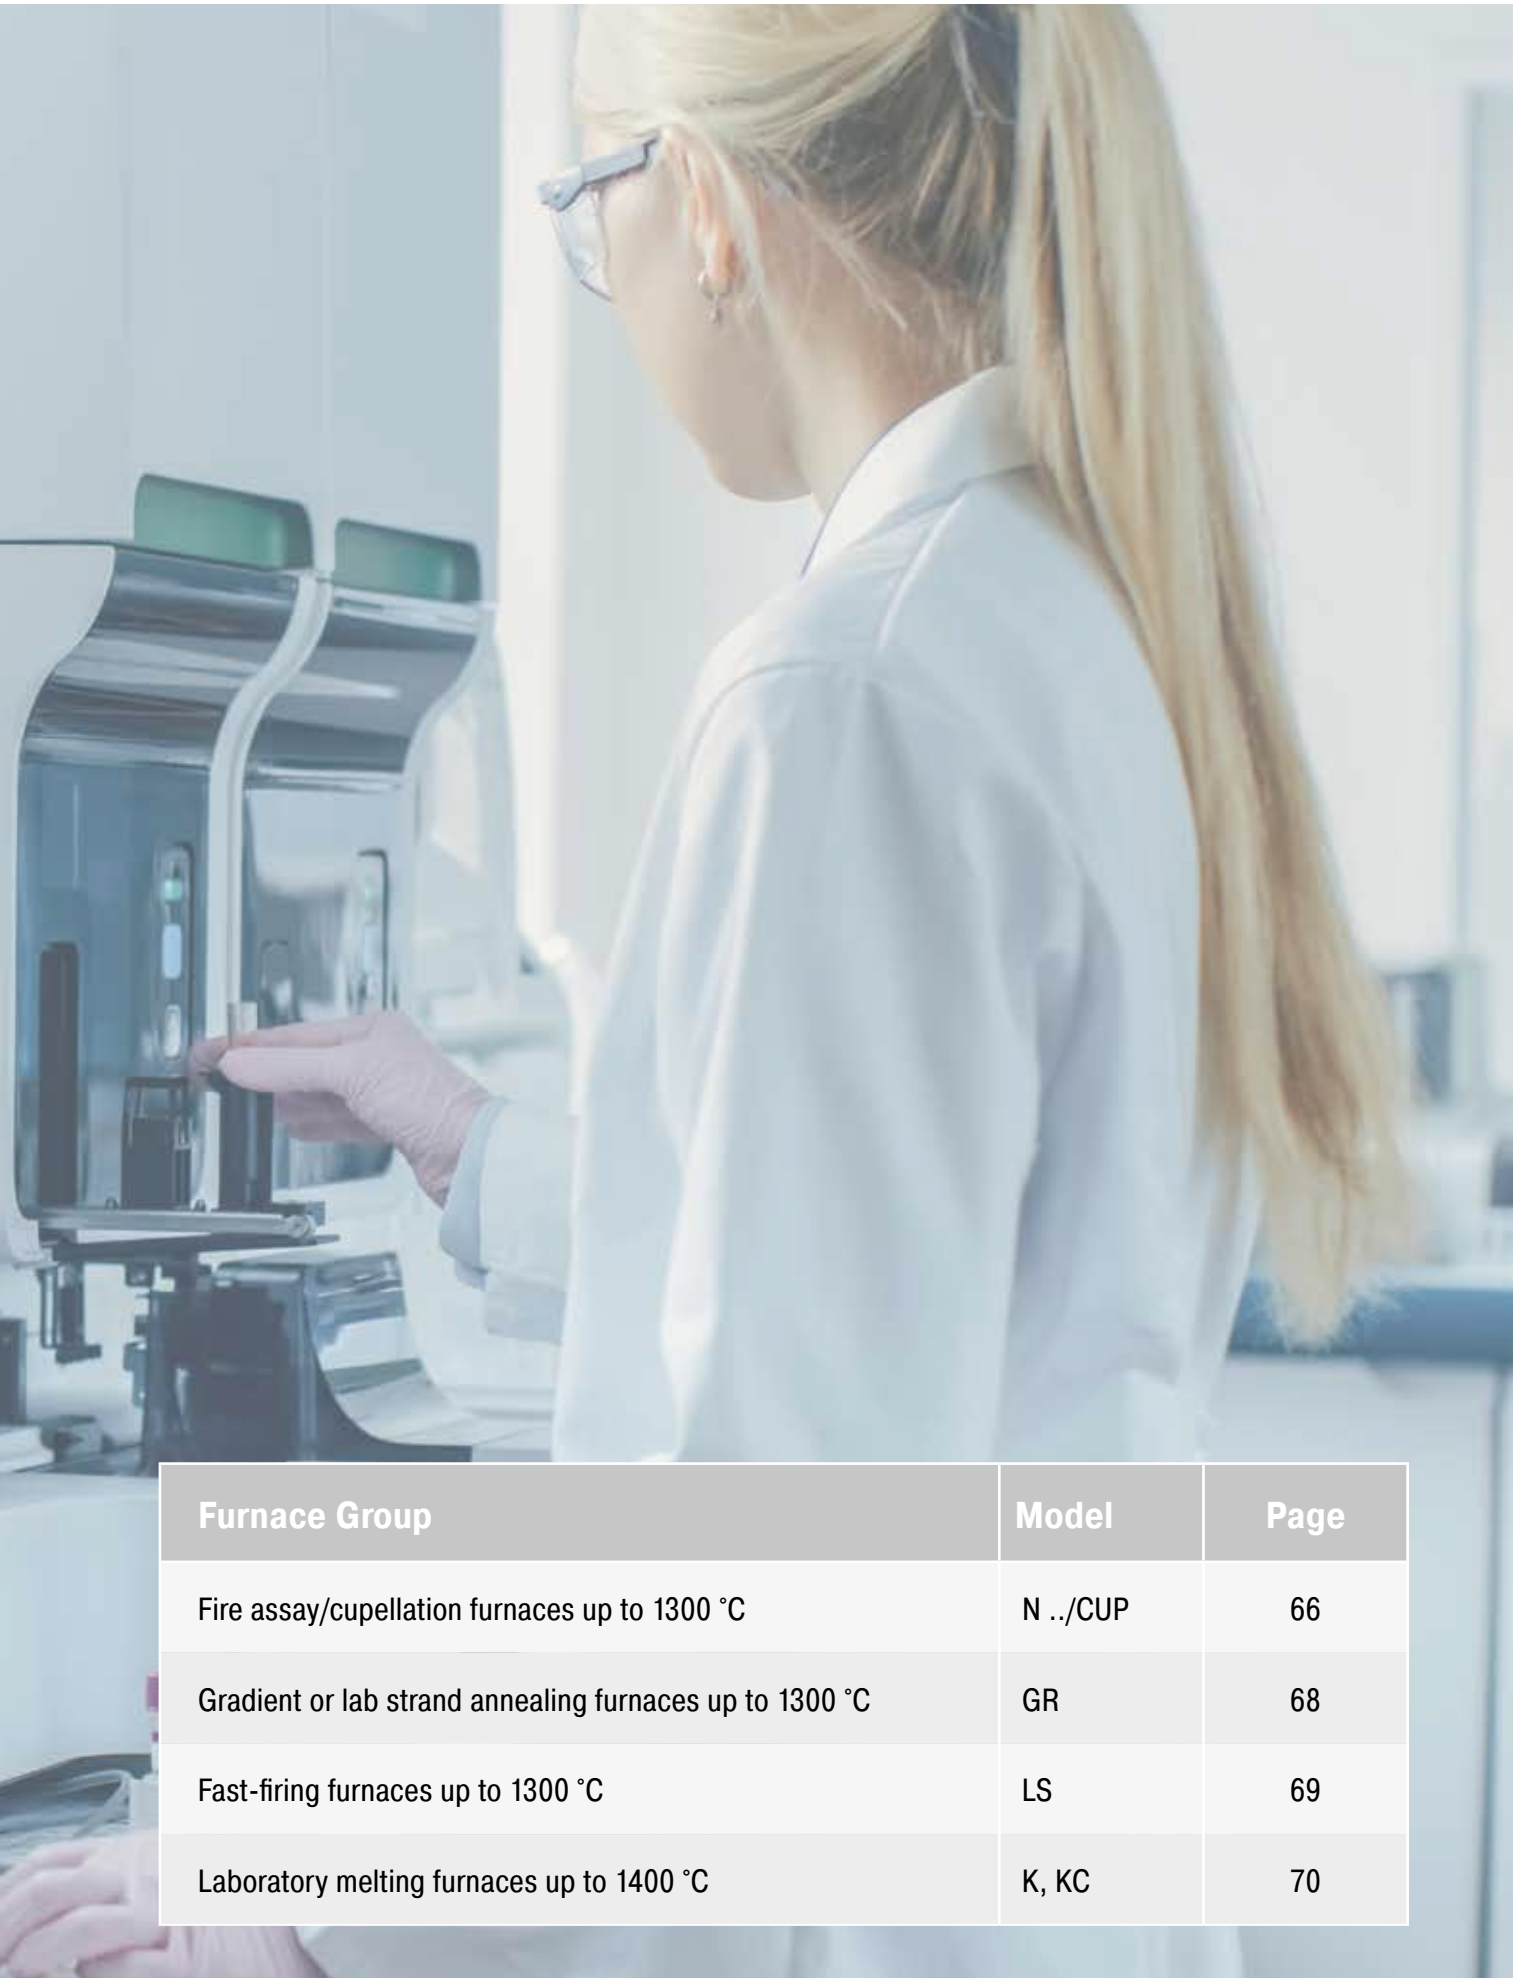 Furnace Group Model Page
Fire assay/cupellation furnaces up to 1300 °C N ../CUP 66
Gradient or lab strand annealing furnaces up to 1300 °C GR 68
Fast-firing furnaces up to 1300 °C LS 69
Laboratory melting furnaces up to 1400 °C K, KC 70